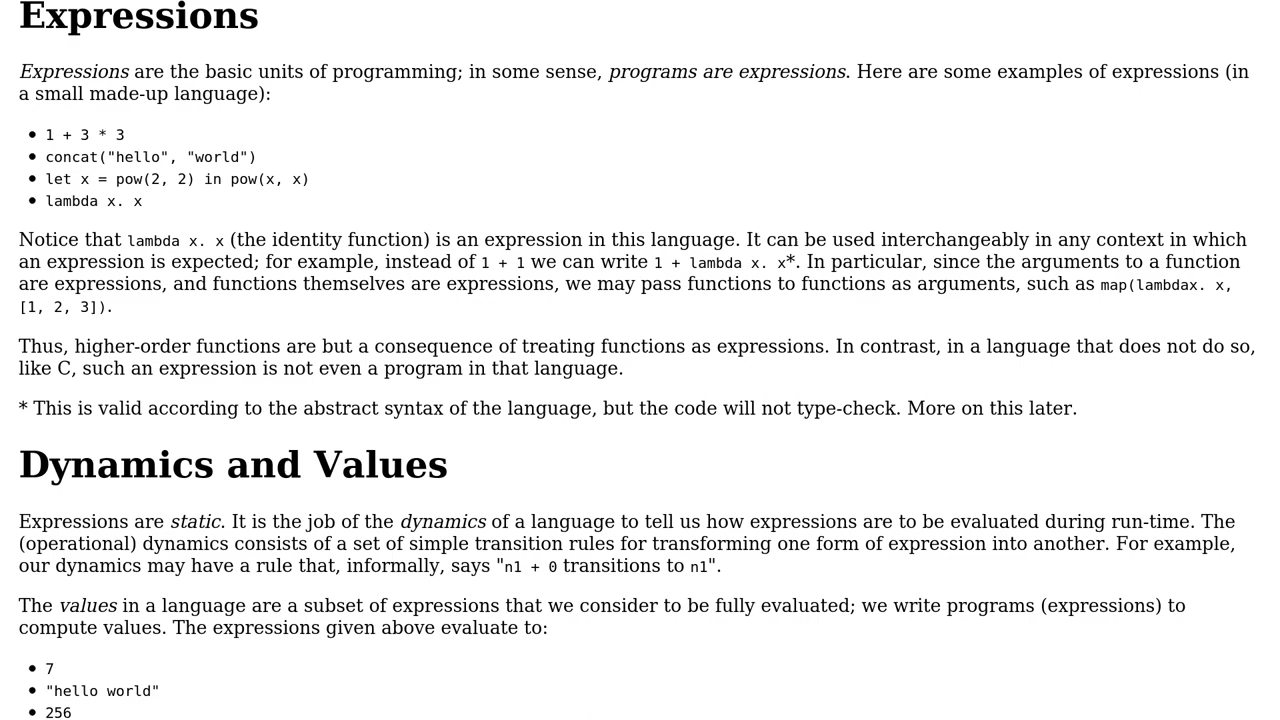 Expressions
Expressions are the basic units of programming; in some sense, programs are expressions. Here are some examples of expressions (in
a small made-up language):
1 + 3 * 3
concat("hello", "world")
let x = pow(2, 2) in pow(x, x)
lambda x. x
Notice that lambda x. x (the identity function) is an expression in this language. It can be used interchangeably in any context in which
an expression is expected; for example, instead of 1 + 1 we can write 1 + lambda x. x*. In particular, since the arguments to a function
are expressions, and functions themselves are expressions, we may pass functions to functions as arguments, such as map(lambdax. x,
[1, 2, 3]).
Thus, higher-order functions are but a consequence of treating functions as expressions. In contrast, in a language that does not do so,
like C, such an expression is not even a program in that language.
* This is valid according to the abstract syntax of the language, but the code will not type-check. More on this later.
Dynamics and Values
Expressions are static. It is the job of the dynamics of a language to tell us how expressions are to be evaluated during run-time. The
(operational) dynamics consists of a set of simple transition rules for transforming one form of expression into another. For example,
our dynamics may have a rule that, informally, says "n1 + 0 transitions to n1".
The values in a language are a subset of expressions that we consider to be fully evaluated; we write programs (expressions) to
compute values. The expressions given above evaluate to:
7
"hello world"
256